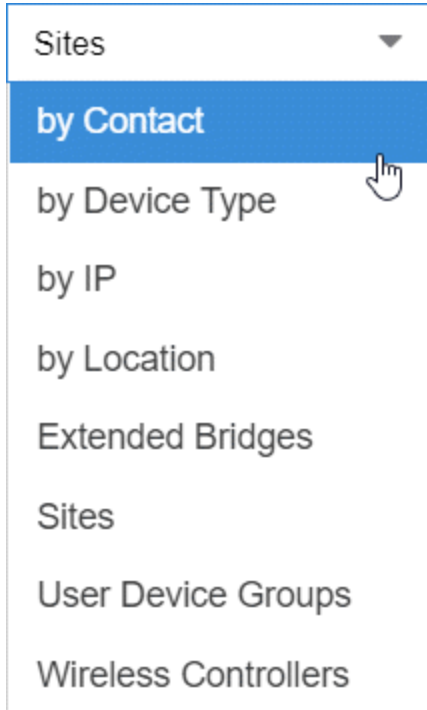 Sites
by Contact
by Device Type
by IP
by Location
Extended Bridges
Sites
User Device Groups
Wireless Controllers